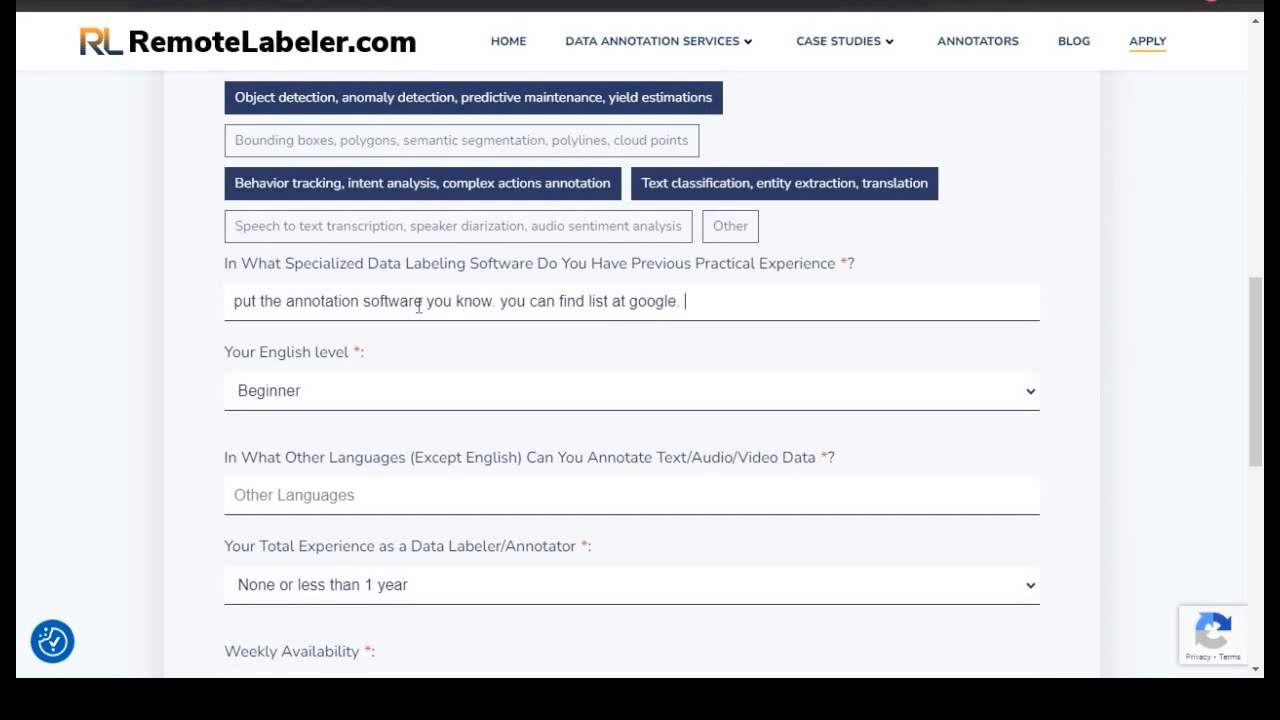 RL RemoteLabeler.com
HOME DATA ANNOTATION SERVICES CASE STUDIES ANNOTATORS BLOG APPLY
Object detection, anomaly detection, predictive maintenance, yield estimations
Bounding boxes, polygons, semantic segmentation, polylines, cloud points
Behavior tracking, intent analysis, complex actions annotation Text classification, entity extraction, translation
Speech to text transcription, speaker diarization, audio sentiment analysis Other
In What Specialized Data Labeling Software Do You Have Previous Practical Experience *?
put the annotation software you know. you can find list at google.
Your English level *:
Beginner
In What Other Languages (Except English) Can You Annotate Text/Audio/Video Data *?
Other Languages
Your Total Experience as a Data Labeler/Annotator *:
None or less than 1 year
Weekly Availability *:
Privacy - Terms